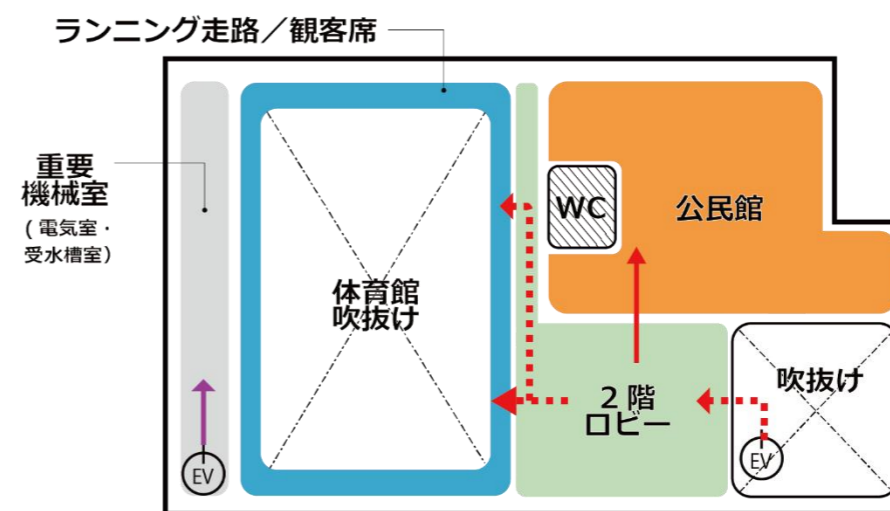 ランニング走路／観客席
重要
機械室
(電気室・
受水槽室)
WC
公民館
体育館
吹抜け
２階
ロビー
吹抜け
EV
EV